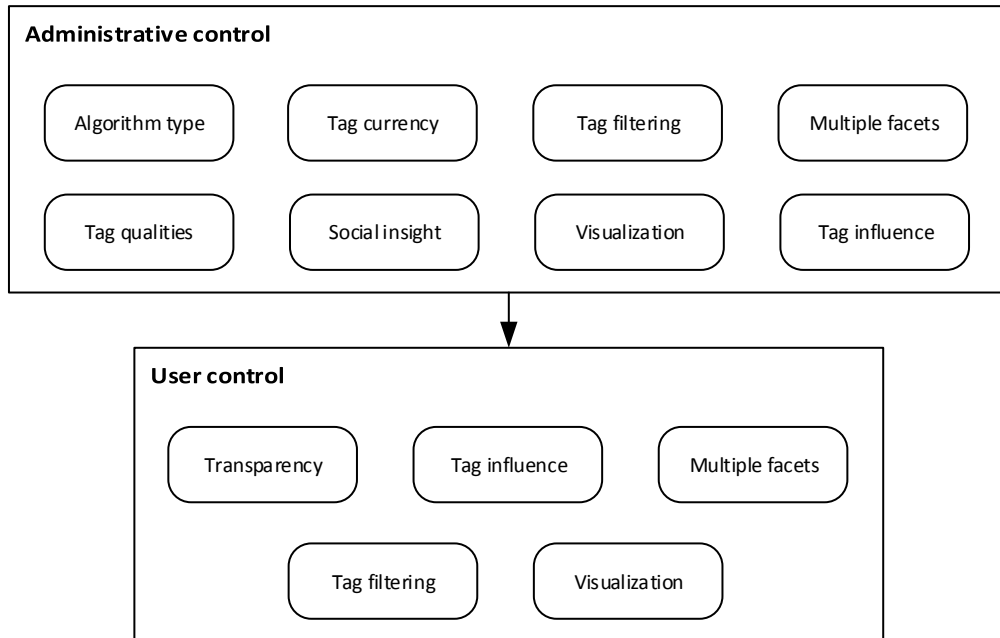 Administrative control
Algorithm type
Tag currency
Tag filtering
Multiple facets
Tag qualities
Social insight
Visualization
Tag influence
User control
Transparency
Tag influence
Multiple facets
Tag filtering
Visualization